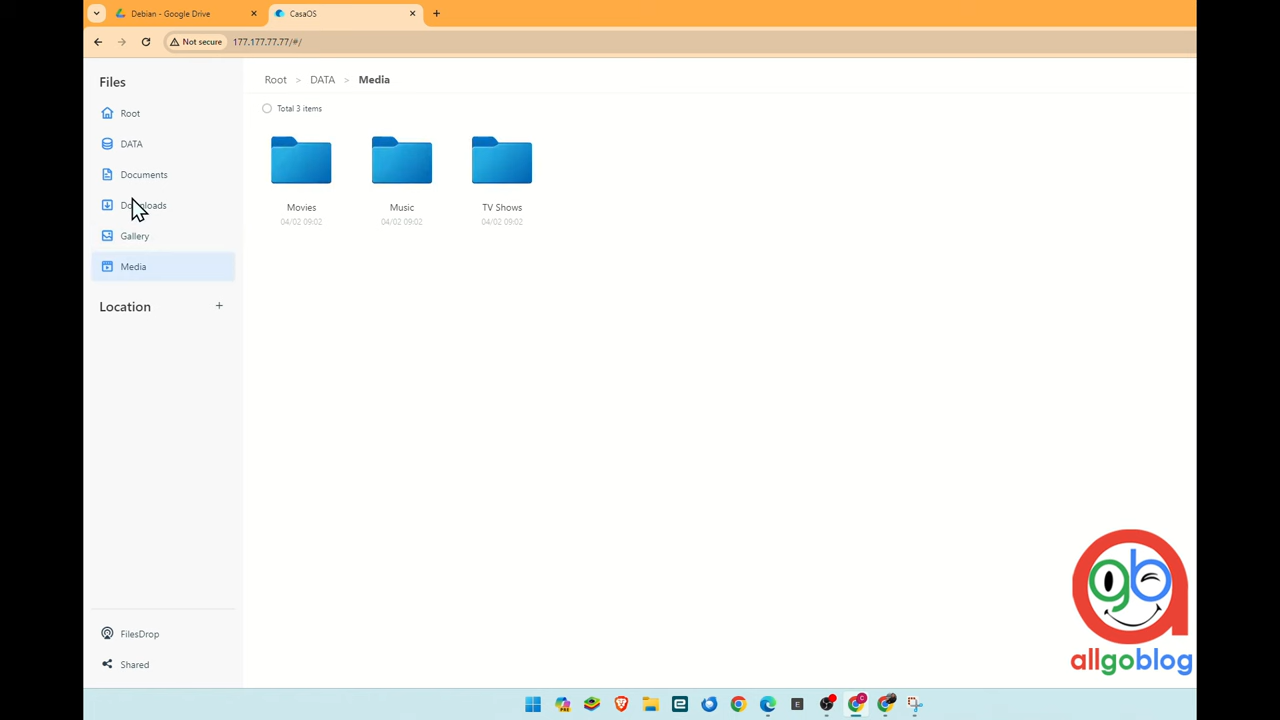 Debian - Google Drive
CasaOS
Not secure
177.177.77.77/#/
Files
Root
DATA
Documents
Downloads
Gallery
Media
Location
FilesDrop
Shared
Root > DATA > Media
Total 3 items
Movies
04/02 09:02
Music
04/02 09:02
TV Shows
04/02 09:02
agb
allgoblog